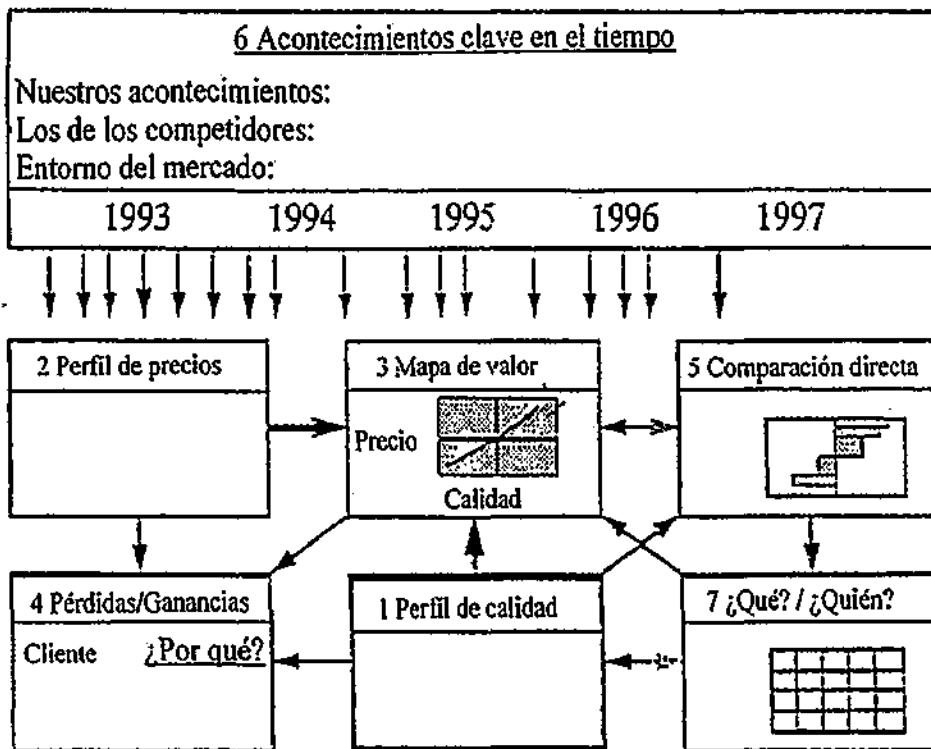 6 Acontecimientos clave en el tiempo
Nuestros acontecimientos:
Los de los competidores:
Entorno del mercado:
1993 1994 1995 1996 1997
2 Perfil de precios
3 Mapa de valor
5 Comparación directa
Precio
Calidad
4 Pérdidas/Ganancias
1 Perfil de calidad
7 ¿Qué? / ¿Quién?
Cliente ¿Por qué?